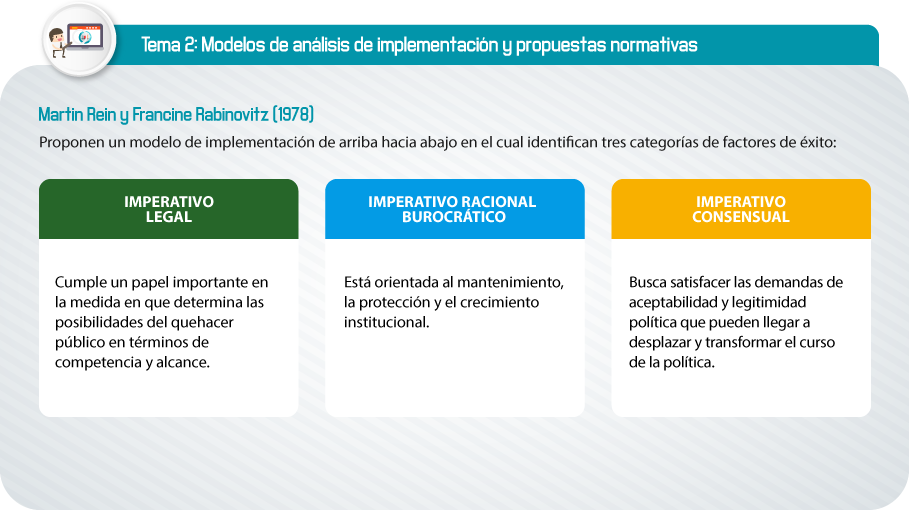 Tema 2: Modelos de análisis de implementación y propuestas normativas
Martin Rein y Francine Rabinovitz (1978)
Proponen un modelo de implementación de arriba hacia abajo en el cual identifican tres categorías de factores de éxito:
IMPERATIVO
LEGAL
Cumple un papel importante en
la medida en que determina las
posibilidades del quehacer
público en términos de
competencia y alcance.
IMPERATIVO RACIONAL
BUROCRÁTICO
Está orientada al mantenimiento,
la protección y el crecimiento
institucional.
IMPERATIVO
CONSENSUAL
Busca satisfacer las demandas de
aceptabilidad y legitimidad
política que pueden llegar a
desplazar y transformar el curso
de la política.